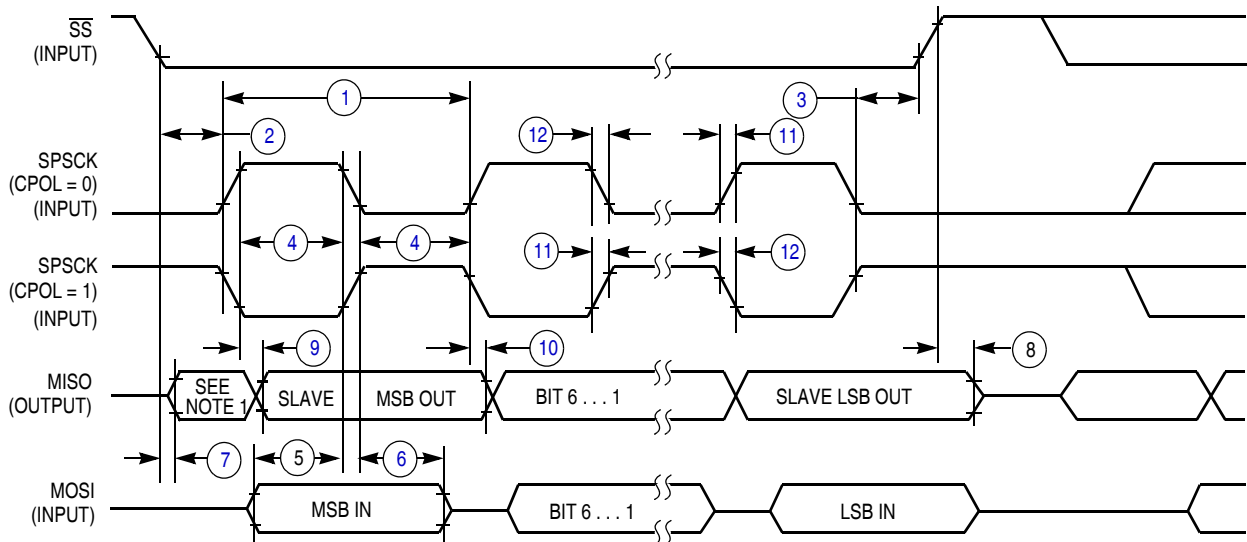 SS
(INPUT)
1
3
2
12
11
SPSCK
(CPOL = 0)
(INPUT)
4
4
11
12
SPSCK
(CPOL = 1)
(INPUT)
9
10
8
MISO
(OUTPUT)
SEE
NOTE 1
SLAVE
MSB OUT
BIT 6 . . . 1
SLAVE LSB OUT
7
5
6
MOSI
(INPUT)
MSB IN
BIT 6 . . . 1
LSB IN